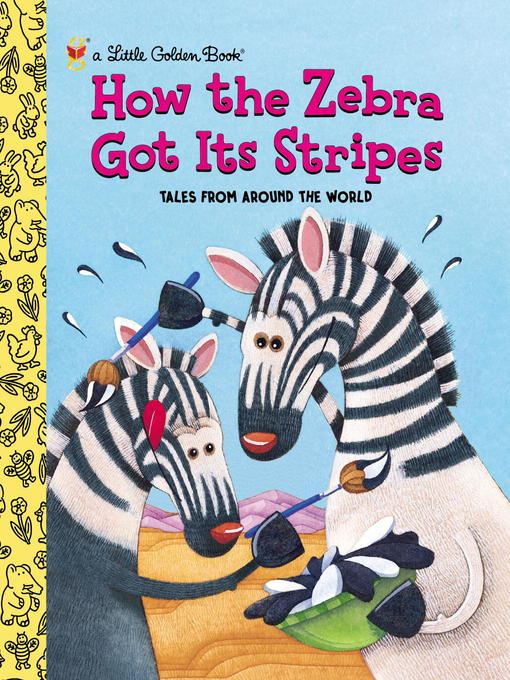 a Little Golden Book®
How the Zebra
Got Its Stripes
TALES FROM AROUND THE WORLD